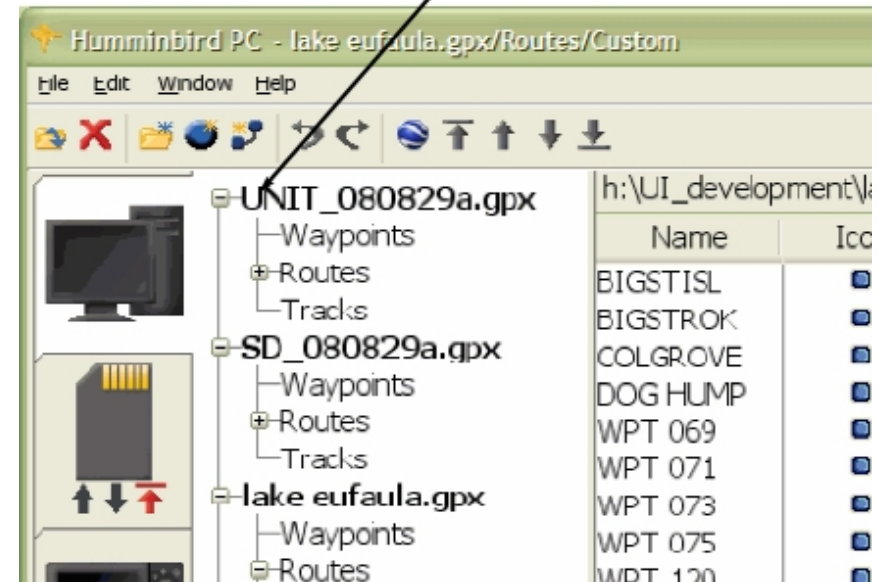 Humminbird PC - lake eufaula.gpx/Routes/Custom
File Edit Window Help
UNIT_080829a.gpx
Waypoints
Routes
Tracks
SD_080829a.gpx
Waypoints
Routes
Tracks
lake eufaula.gpx
Waypoints
Routes
h:\UI_development\la
Name Ico
BIGSTISL
BIGSTROK
COLGROVE
DOG HUMP
WPT 069
WPT 071
WPT 073
WPT 075
WPT 120